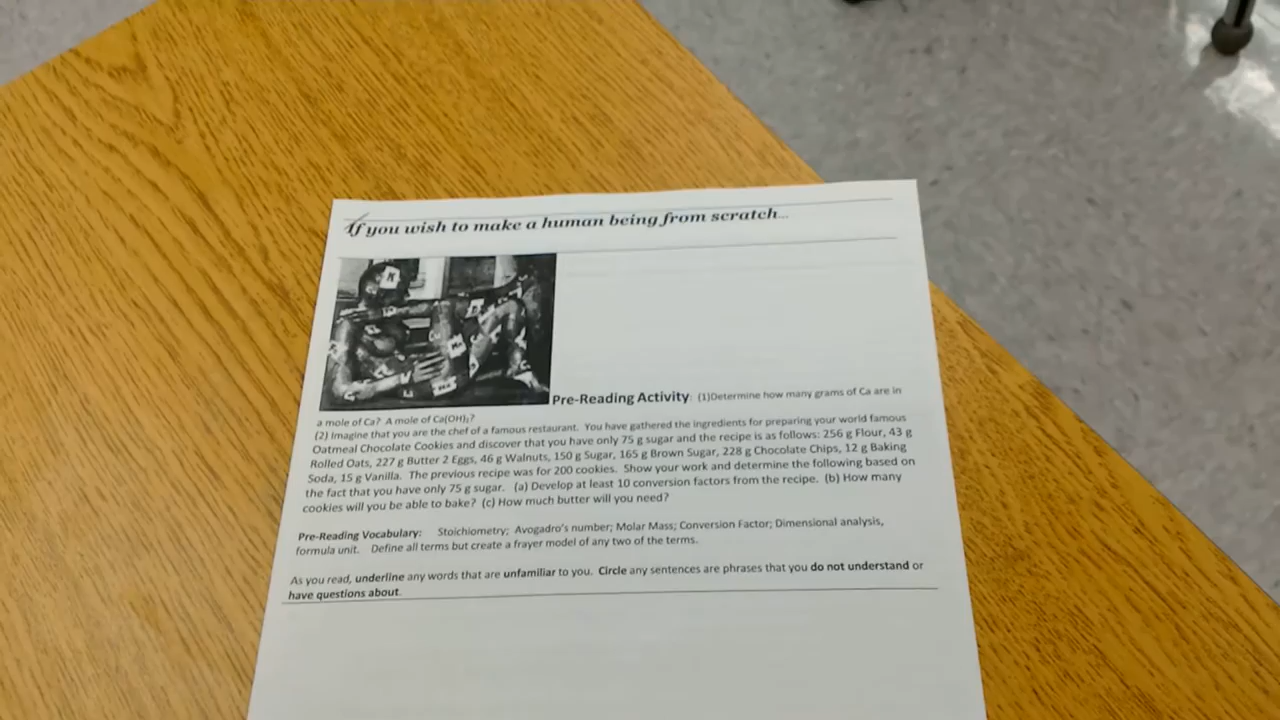 If you wish to make a human being from scratch...
Pre-Reading Activity: (1)Determine how many grams of Ca are in
a mole of Ca? A mole of Ca(OH)₂?
(2) Imagine that you are the chef of a famous restaurant. You have gathered the ingredients for preparing your world famous
Oatmeal Chocolate Cookies and discover that you have only 75 g sugar and the recipe is as follows: 256 g Flour, 43 g
Rolled Oats, 227 g Butter 2 Eggs, 46 g Walnuts, 150 g Sugar, 165 g Brown Sugar, 228 g Chocolate Chips, 12 g Baking
Soda, 15 g Vanilla. The previous recipe was for 200 cookies. Show your work and determine the following based on
the fact that you have only 75 g sugar. (a) Develop at least 10 conversion factors from the recipe. (b) How many
cookies will you be able to bake? (c) How much butter will you need?
Pre-Reading Vocabulary: Stoichiometry; Avogadro's number; Molar Mass; Conversion Factor; Dimensional analysis,
formula unit. Define all terms but create a frayer model of any two of the terms.
As you read, underline any words that are unfamiliar to you. Circle any sentences are phrases that you do not understand or
have questions about.